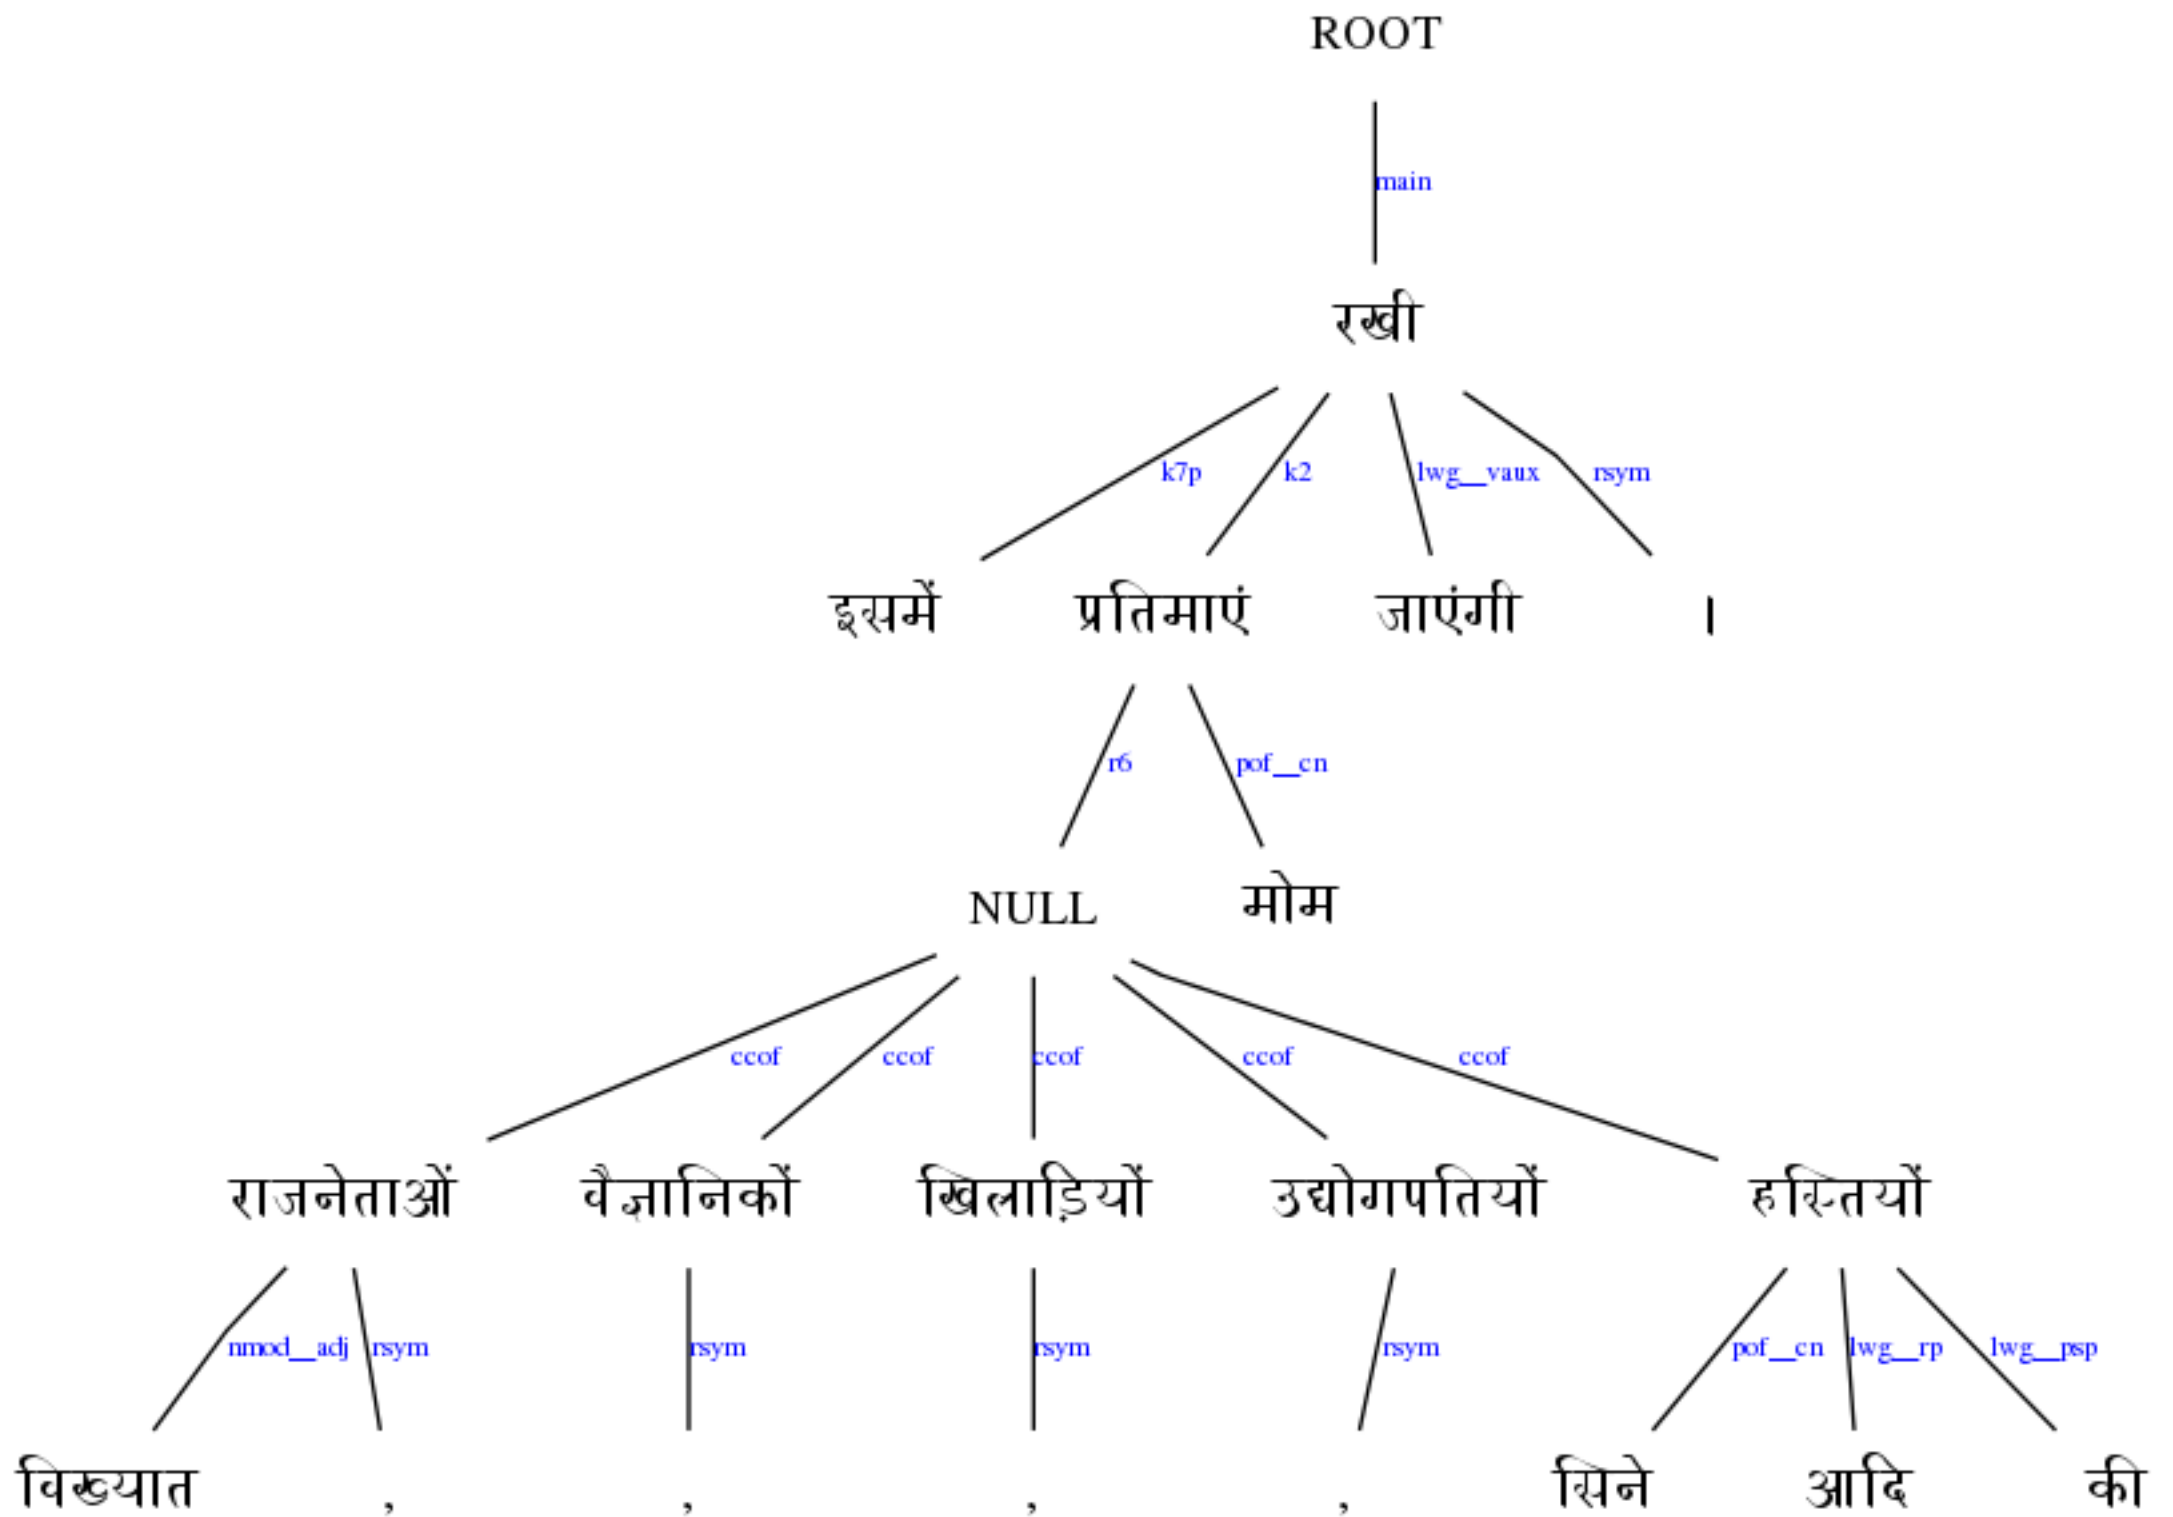 ROOT
main
रखी
k7p k2 lwg__vaux rsym
इसमें प्रतिमाएं जाएंगी ।
r6 pof__cn
NULL मोम
ccof ccof ccof ccof ccof
राजनेताओं वैज्ञानिकों खिलाड़ियों उद्योगपतियों हस्तियों
nmod__adj rsym rsym rsym rsym pof__cn lwg__rp lwg__psp
विख्यात , , , , सिने आदि की